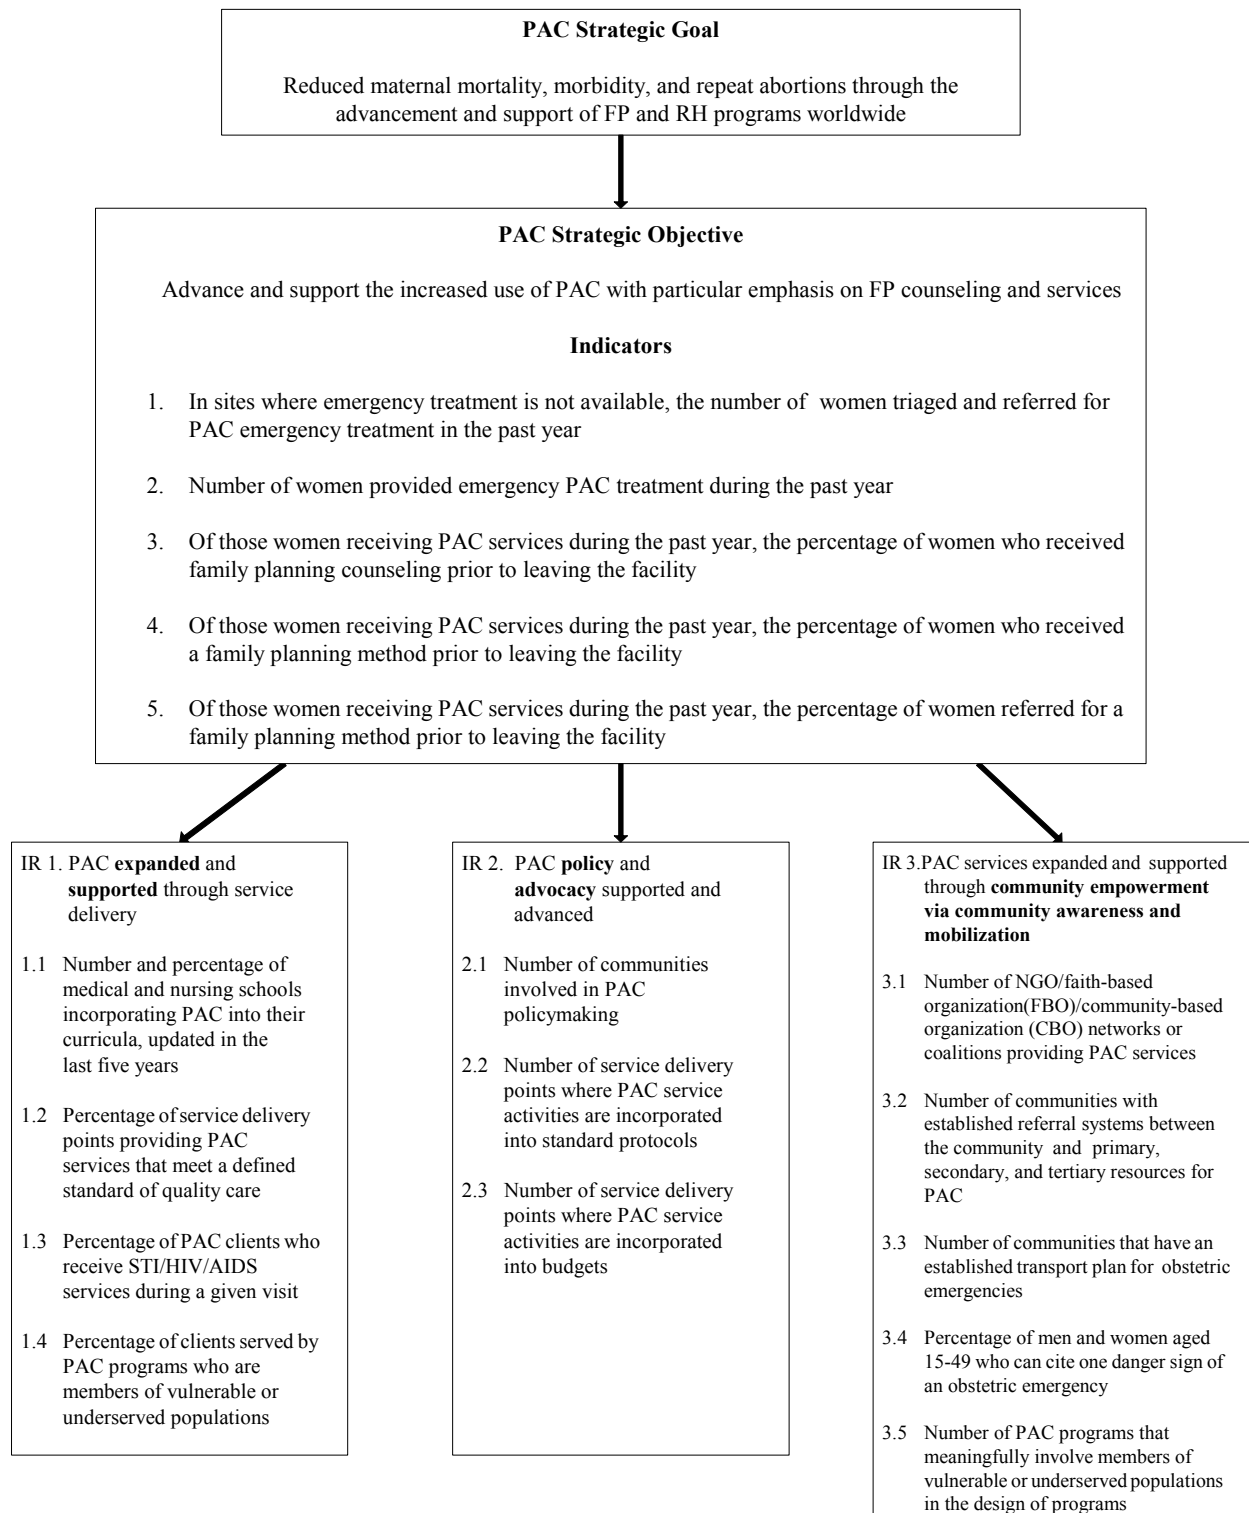 PAC Strategic Goal
Reduced maternal mortality, morbidity, and repeat abortions through the
advancement and support of FP and RH programs worldwide
PAC Strategic Objective
Advance and support the increased use of PAC with particular emphasis on FP counseling and services
Indicators
1. In sites where emergency treatment is not available, the number of women triaged and referred for
PAC emergency treatment in the past year
2. Number of women provided emergency PAC treatment during the past year
3. Of those women receiving PAC services during the past year, the percentage of women who received
family planning counseling prior to leaving the facility
4. Of those women receiving PAC services during the past year, the percentage of women who received
a family planning method prior to leaving the facility
5. Of those women receiving PAC services during the past year, the percentage of women referred for a
family planning method prior to leaving the facility
IR 1. PAC expanded and
supported through service
delivery
1.1 Number and percentage of
medical and nursing schools
incorporating PAC into their
curricula, updated in the
last five years
1.2 Percentage of service delivery
points providing PAC
services that meet a defined
standard of quality care
1.3 Percentage of PAC clients who
receive STI/HIV/AIDS
services during a given visit
1.4 Percentage of clients served by
PAC programs who are
members of vulnerable or
underserved populations
IR 2. PAC policy and
advocacy supported and
advanced
2.1 Number of communities
involved in PAC
policymaking
2.2 Number of service delivery
points where PAC service
activities are incorporated
into standard protocols
2.3 Number of service delivery
points where PAC service
activities are incorporated
into budgets
IR 3.PAC services expanded and supported
through community empowerment
via community awareness and
mobilization
3.1 Number of NGO/faith-based
organization(FBO)/community-based
organization (CBO) networks or
coalitions providing PAC services
3.2 Number of communities with
established referral systems between
the community and primary,
secondary, and tertiary resources for
PAC
3.3 Number of communities that have an
established transport plan for obstetric
emergencies
3.4 Percentage of men and women aged
15-49 who can cite one danger sign of
an obstetric emergency
3.5 Number of PAC programs that
meaningfully involve members of
vulnerable or underserved populations
in the design of programs